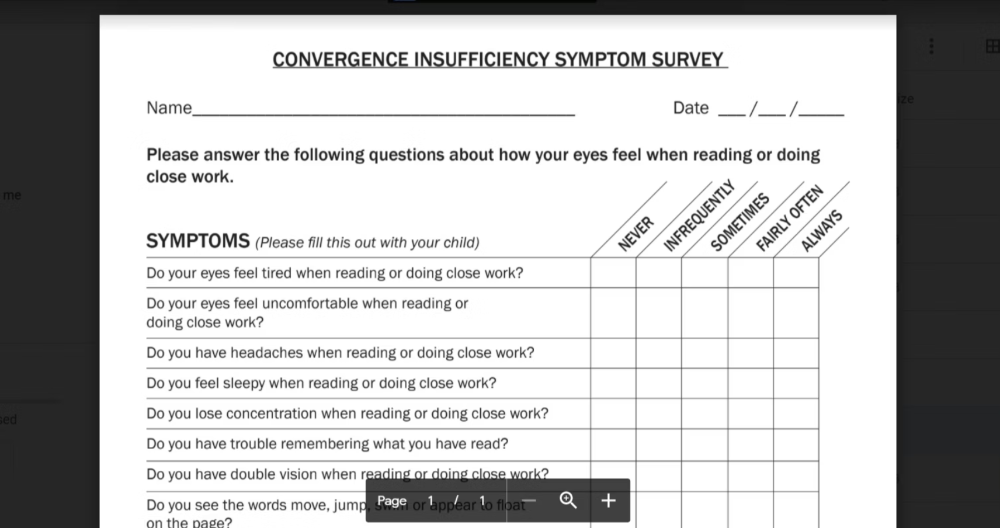 CONVERGENCE INSUFFICIENCY SYMPTOM SURVEY
Name
Date ___/___/_____
ize
Please answer the following questions about how your eyes feel when reading or doing
close work.
me
NEVER
INFREQUENTLY
SOMETIMES
FAIRLY OFTEN
ALWAYS
SYMPTOMS (Please fill this out with your child)
Do your eyes feel tired when reading or doing close work?
Do your eyes feel uncomfortable when reading or
doing close work?
Do you have headaches when reading or doing close work?
Do you feel sleepy when reading or doing close work?
Do you lose concentration when reading or doing close work?
sed
Do you have trouble remembering what you have read?
Do you have double vision when reading or doing close work?
Do you see the words move, jump, swim or appear to float
on the page?
Page 1 / 1